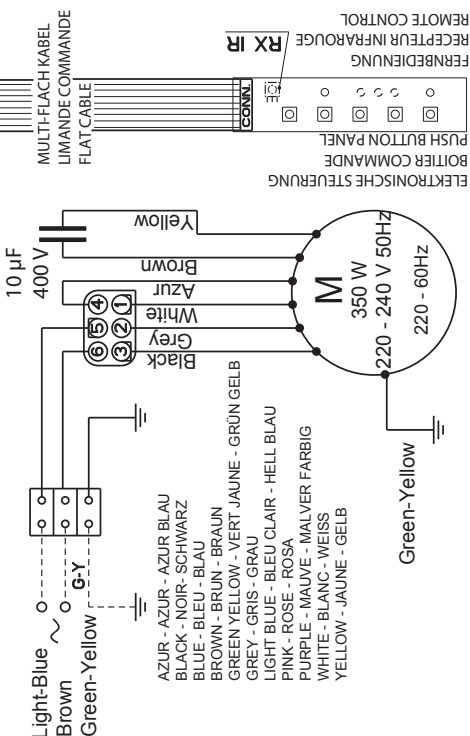 MULTI-FLACH KABEL
LIMANDE COMMANDE
FLAT CABLE
REMOTE CONTROL
RECEPTEUR INFRAROUGE
FERNBEDIENUNG
RX IR
CONN.
PUSH BUTTON PANEL
BOITIER COMMANDE
ELEKTRONISCHE STEUERUNG
10 µF
400 V
Yellow
Brown
Azur
White
Grey
Black
4
1
5
2
6
3
M
350 W
220 - 240 V 50Hz
220 - 60Hz
Green-Yellow
Light-Blue
Brown
Green-Yellow
G-Y
AZUR - AZUR - AZUR BLAU
BLACK - NOIR- SCHWARZ
BLUE - BLEU - BLAU
BROWN - BRUN - BRAUN
GREEN YELLOW - VERT JAUNE - GRÜN GELB
GREY - GRIS - GRAU
LIGHT BLUE - BLEU CLAIR - HELL BLAU
PINK - ROSE - ROSA
PURPLE - MAUVE - MALVER FARBIG
WHITE - BLANC - WEISS
YELLOW - JAUNE - GELB